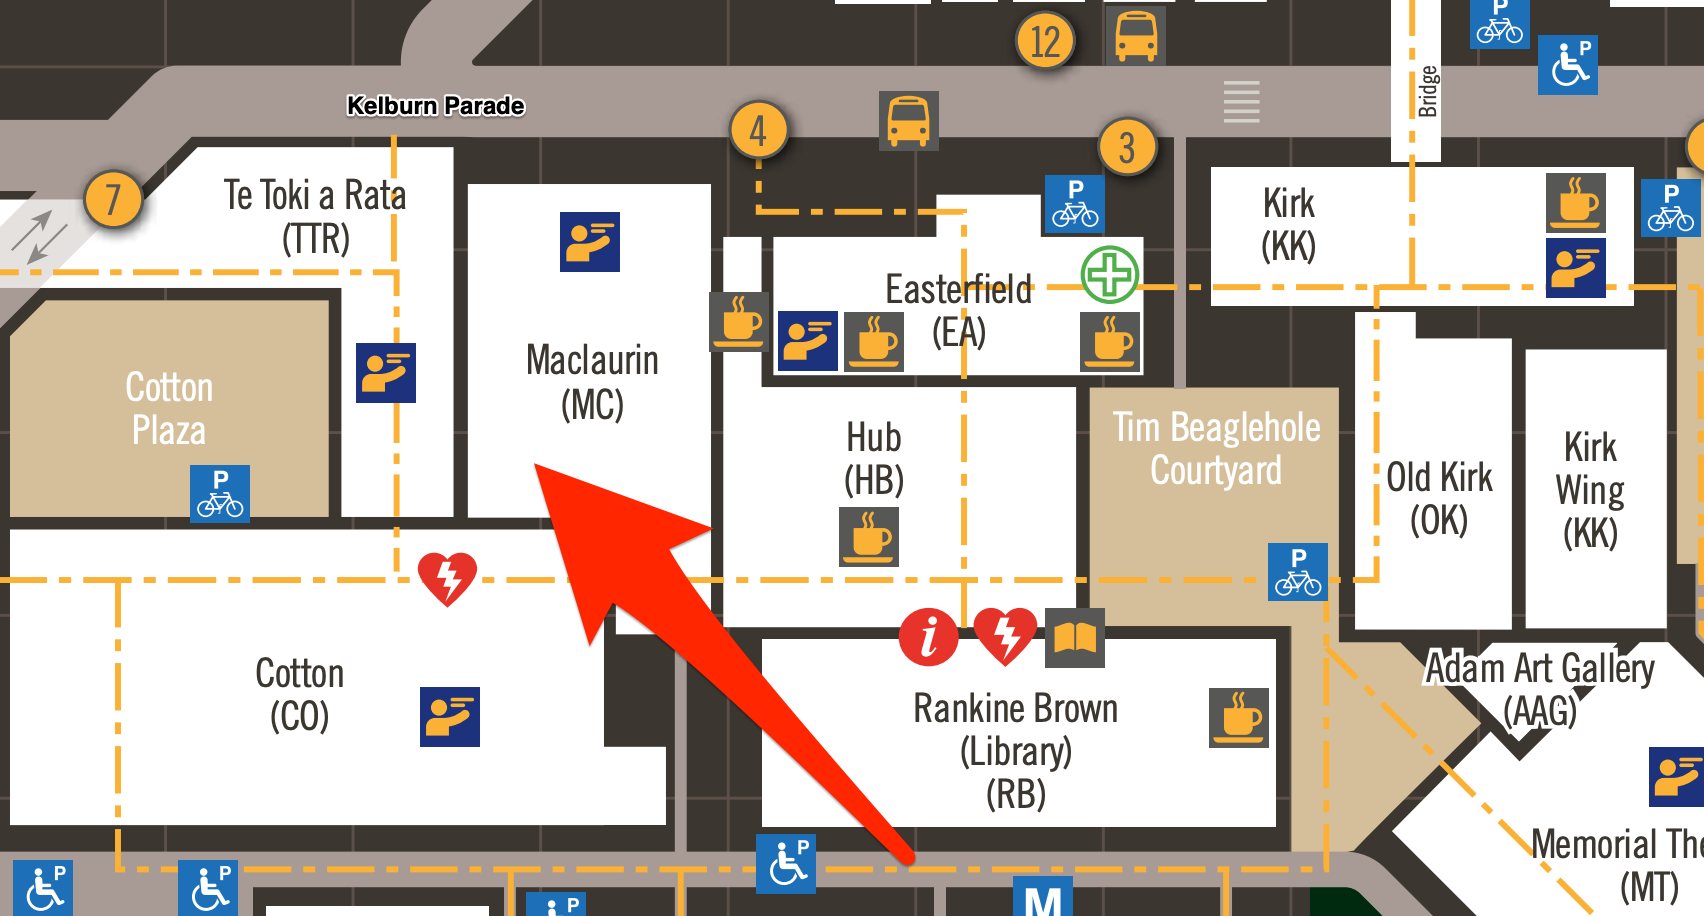 12
P
P
Bridge
Kelburn Parade
4
3
7
Te Toki a Rata
(TTR)
P
P
Kirk
(KK)
Easterfield
(EA)
Maclaurin
(MC)
Cotton
Plaza
P
Hub
(HB)
Tim Beaglehole
Courtyard
Old Kirk
(OK)
Kirk
Wing
(KK)
P
i
Cotton
(CO)
Rankine Brown
(Library)
(RB)
Adam Art Gallery
(AAG)
Memorial The
(MT)
P
P
P
P
M